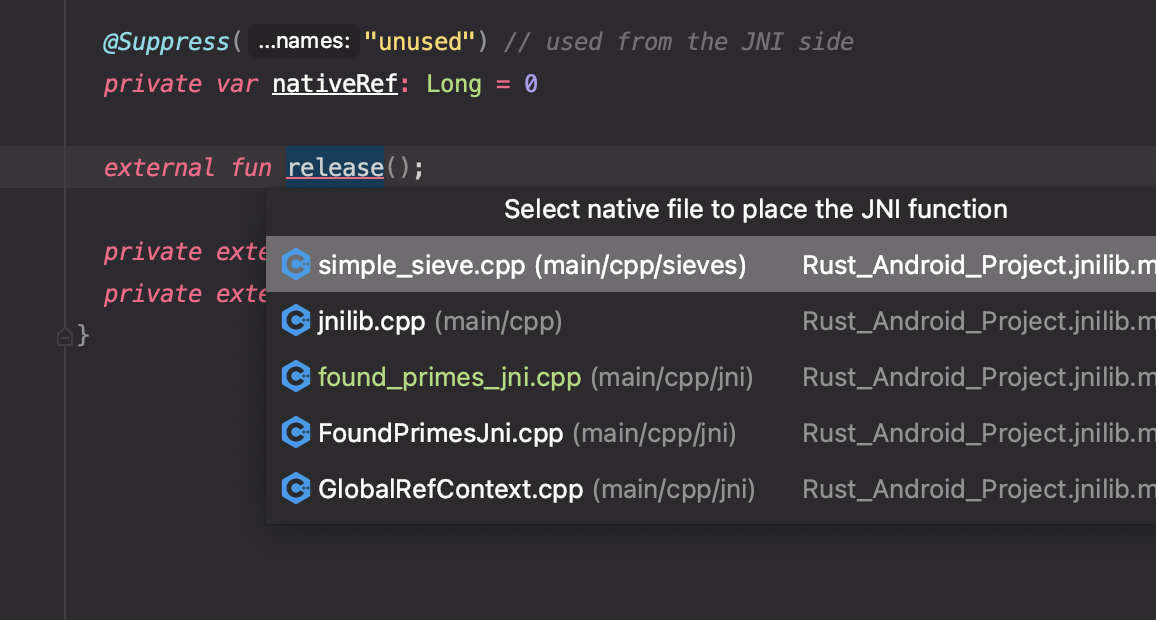 @Suppress( ...names: "unused") // used from the JNI side
private var nativeRef: Long = 0
external fun release();
Select native file to place the JNI function
private exte
simple_sieve.cpp (main/cpp/sieves) Rust_Android_Project.jnilib.m
private exte
jnilib.cpp (main/cpp) Rust_Android_Project.jnilib.m
}
found_primes_jni.cpp (main/cpp/jni) Rust_Android_Project.jnilib.m
FoundPrimesJni.cpp (main/cpp/jni) Rust_Android_Project.jnilib.m
GlobalRefContext.cpp (main/cpp/jni) Rust_Android_Project.jnilib.m